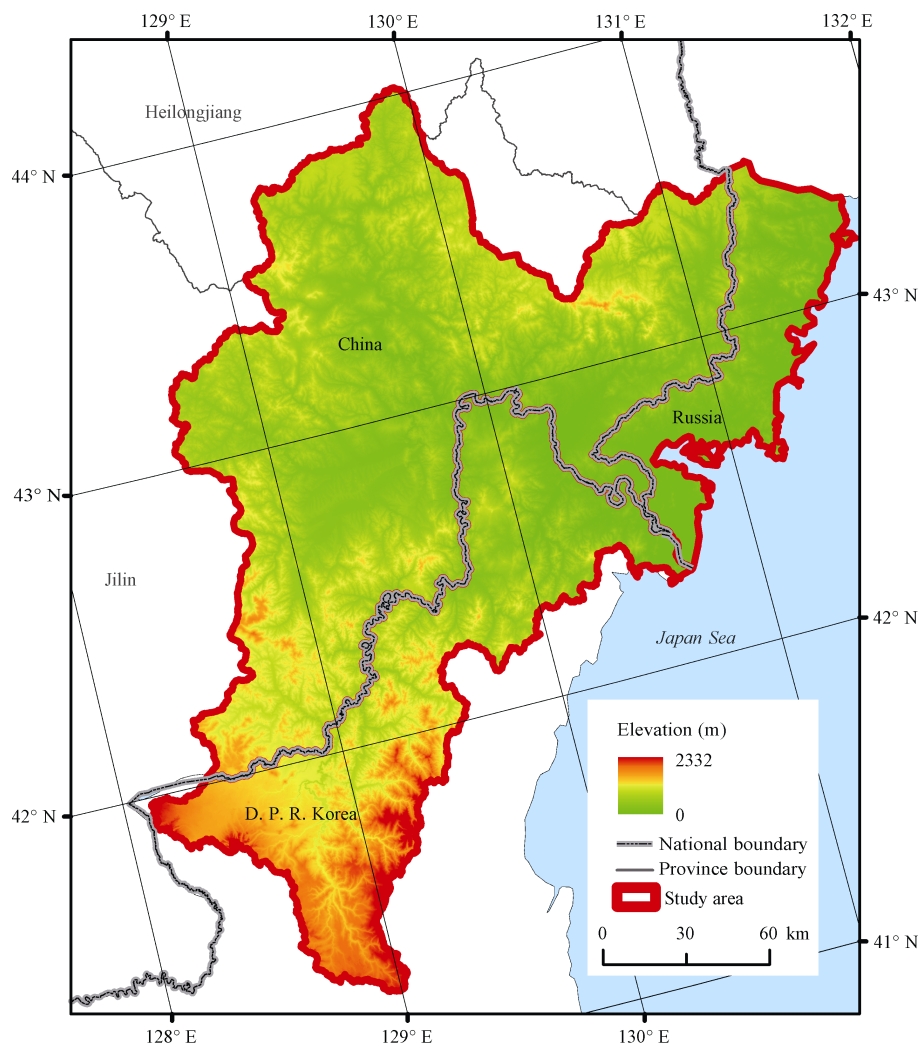 129° E
130° E
131° E
132° E
Heilongjiang
44° N
43° N
China
Russia
43° N
Jilin
42° N
Japan Sea
Elevation (m)
2332
0
42° N
D. P. R. Korea
National boundary
Province boundary
Study area
0 30 60 km
41° N
128° E
129° E
130° E